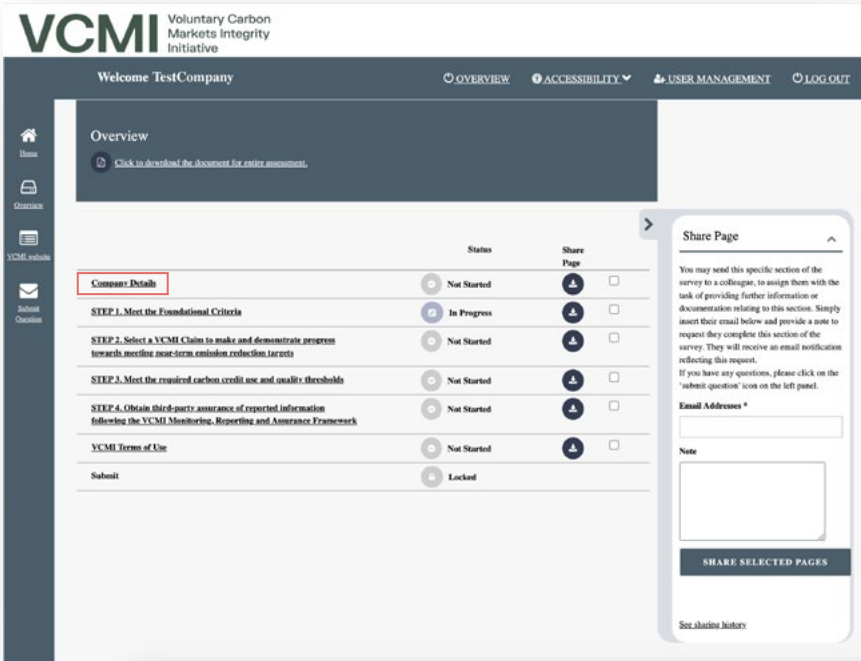 VCMI
Voluntary Carbon
Markets Integrity
Initiative
Welcome TestCompany
OVERVIEW
ACCESSIBILITY
USER MANAGEMENT
LOG OUT
Home
Overview
VCMI website
Submit
Question
Overview
Click to download the document for entire assessment.
Status
Share
Page
Company Details
Not Started
STEP 1. Meet the Foundational Criteria
In Progress
STEP 2. Select a VCMI Claim to make and demonstrate progress
towards meeting near-term emission reduction targets
Not Started
STEP 3. Meet the required carbon credit use and quality thresholds
Not Started
STEP 4. Obtain third-party assurance of reported information
following the VCMI Monitoring, Reporting and Assurance Framework
Not Started
VCMI Terms of Use
Not Started
Submit
Locked
Share Page
You may send this specific section of the
survey to a colleague, to assign them with the
task of providing further information or
documentation relating to this section. Simply
insert their email below and provide a note to
request they complete this section of the
survey. They will receive an email notification
reflecting this request.
If you have any questions, please click on the
'submit question' icon on the left panel.
Email Addresses *
Note
SHARE SELECTED PAGES
See sharing history